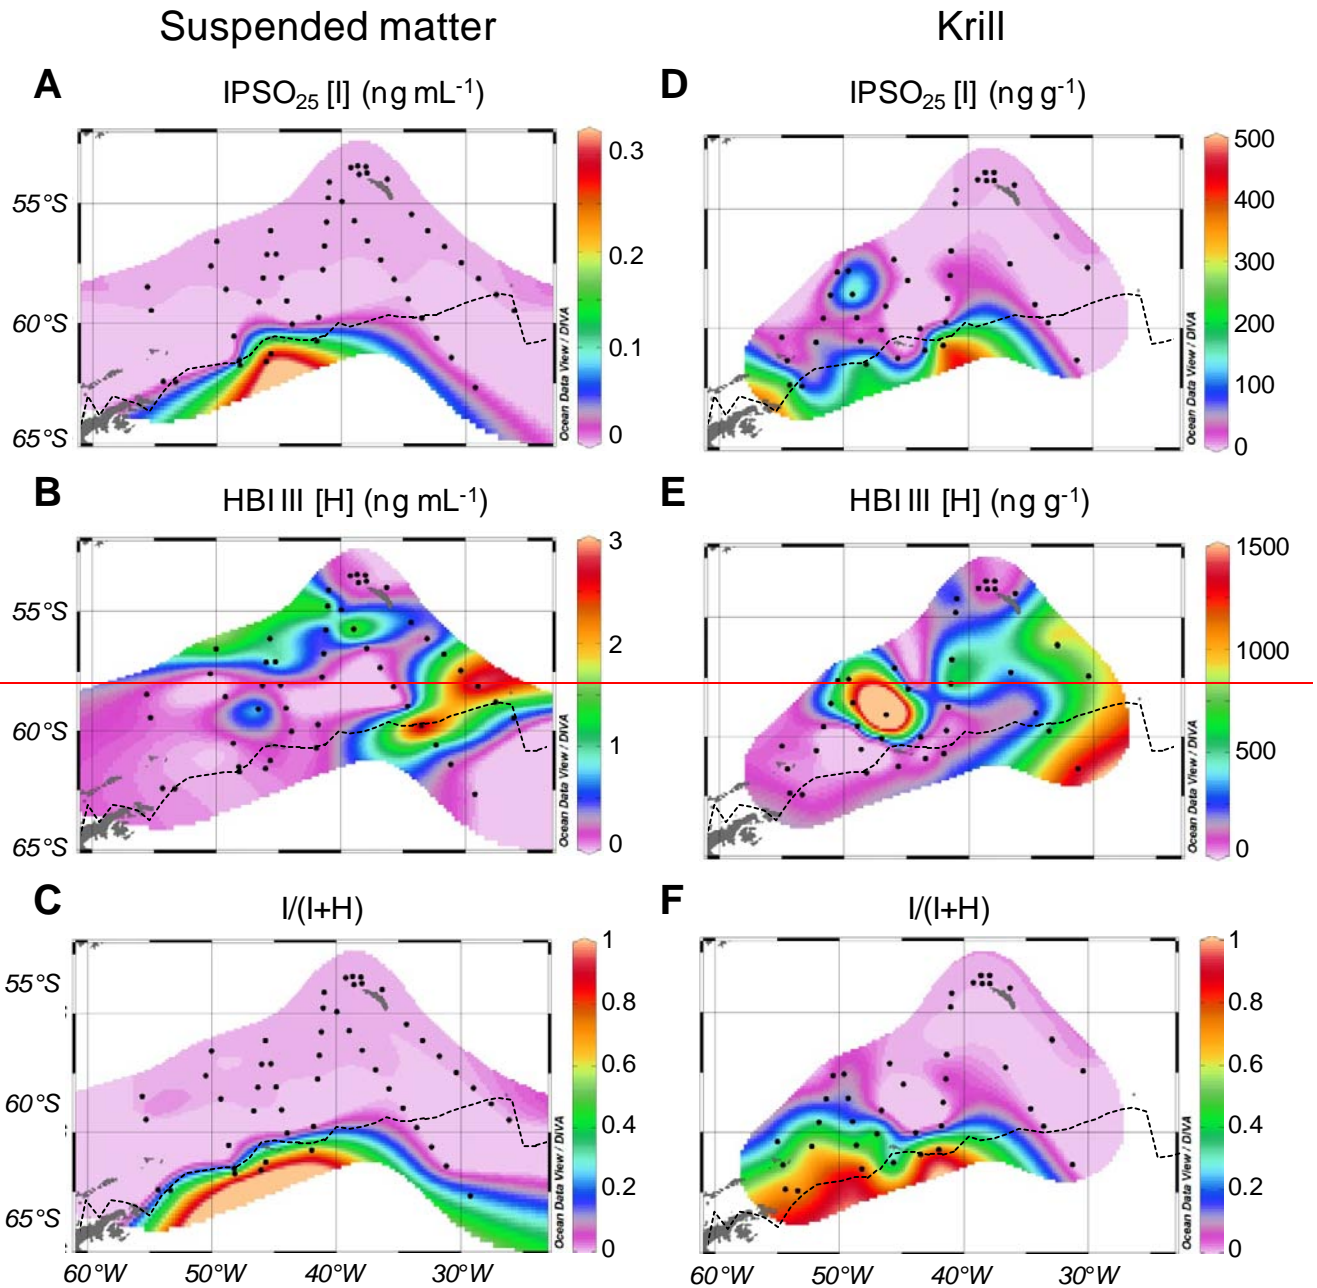 Suspended matter
Krill
A
IPSO₂₅ [I] (ng mL⁻¹)
D
IPSO₂₅ [I] (ng g⁻¹)
55°S
60°S
65°S
0.3
0.2
0.1
0
Ocean Data View / DIVA
500
400
300
200
100
0
Ocean Data View / DIVA
B
HBI III [H] (ng mL⁻¹)
E
HBI III [H] (ng g⁻¹)
55°S
60°S
65°S
3
2
1
0
Ocean Data View / DIVA
1500
1000
500
0
Ocean Data View / DIVA
C
I/(I+H)
F
I/(I+H)
55°S
60°S
65°S
1
0.8
0.6
0.4
0.2
0
Ocean Data View / DIVA
1
0.8
0.6
0.4
0.2
0
Ocean Data View / DIVA
60°W 50°W 40°W 30°W
60°W 50°W 40°W 30°W